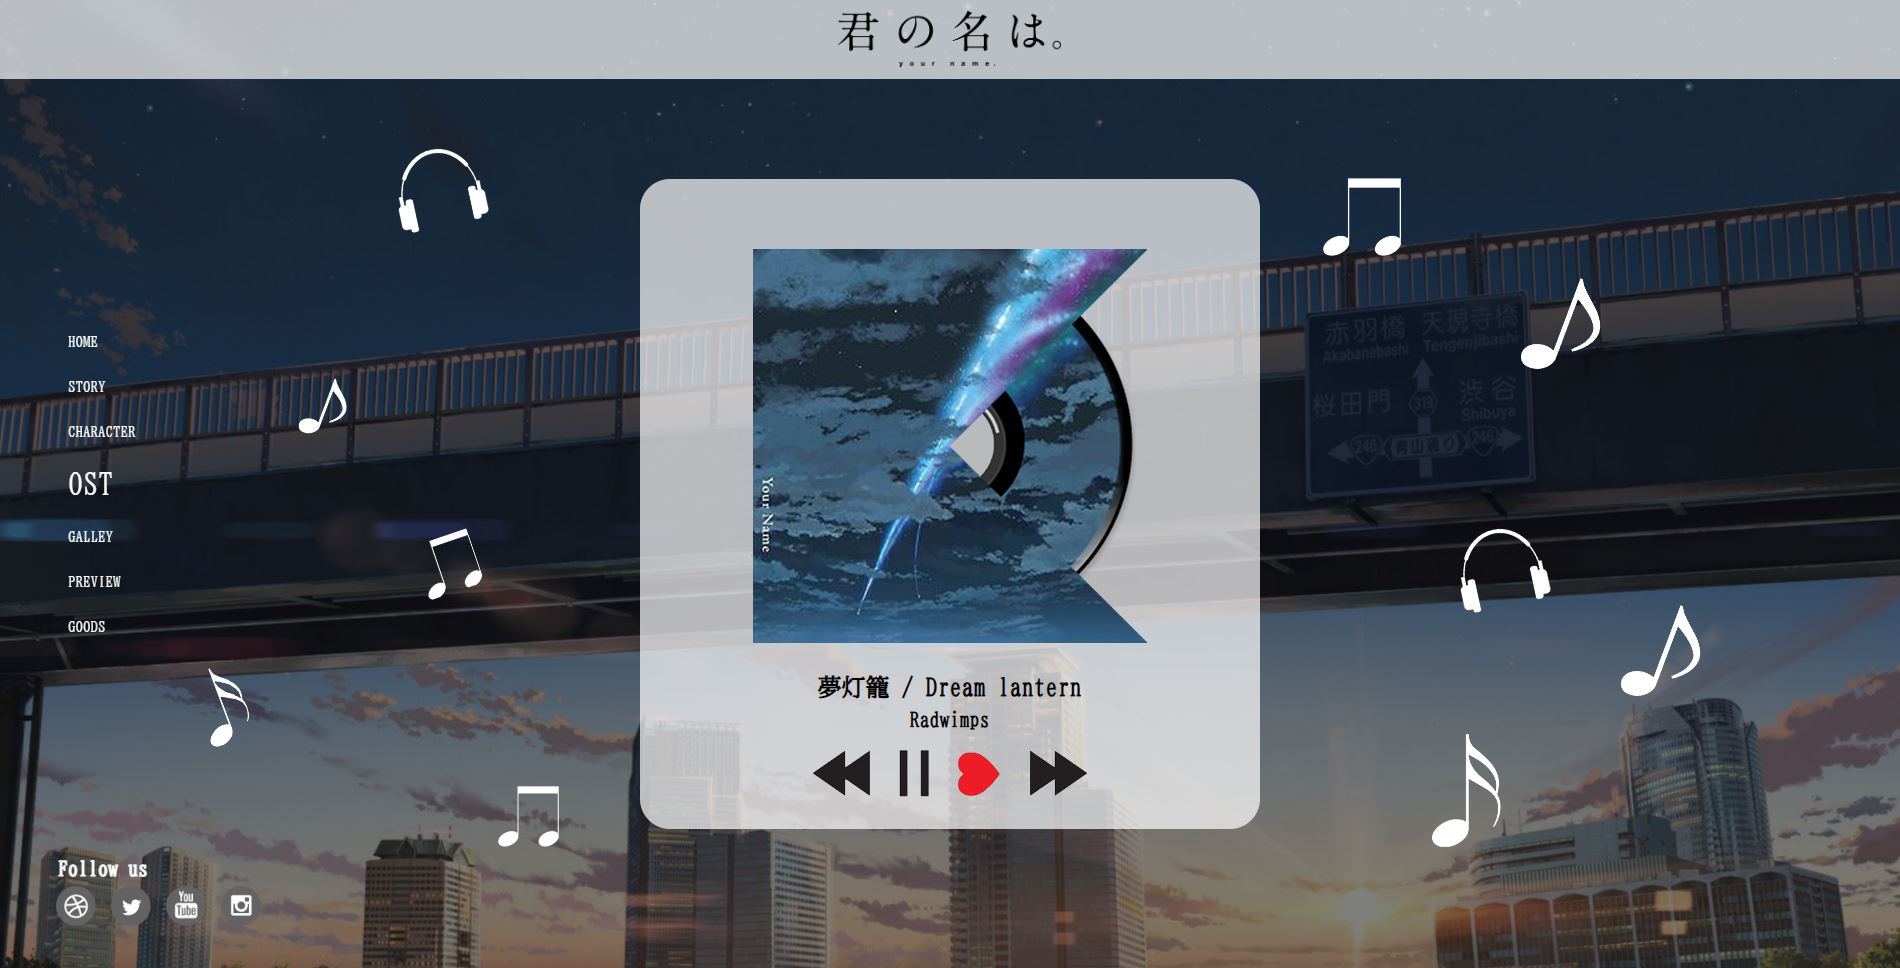 君の名は。
your name.
HOME
STORY
CHARACTER
OST
GALLEY
PREVIEW
GOODS
Your Name
夢灯籠 / Dream lantern
Radwimps
赤羽橋 天現寺橋
Akabanebashi Tengenjibashi
319
桜田門 渋谷
Shibuya
246 青山通り 246
Follow us
You
Tube